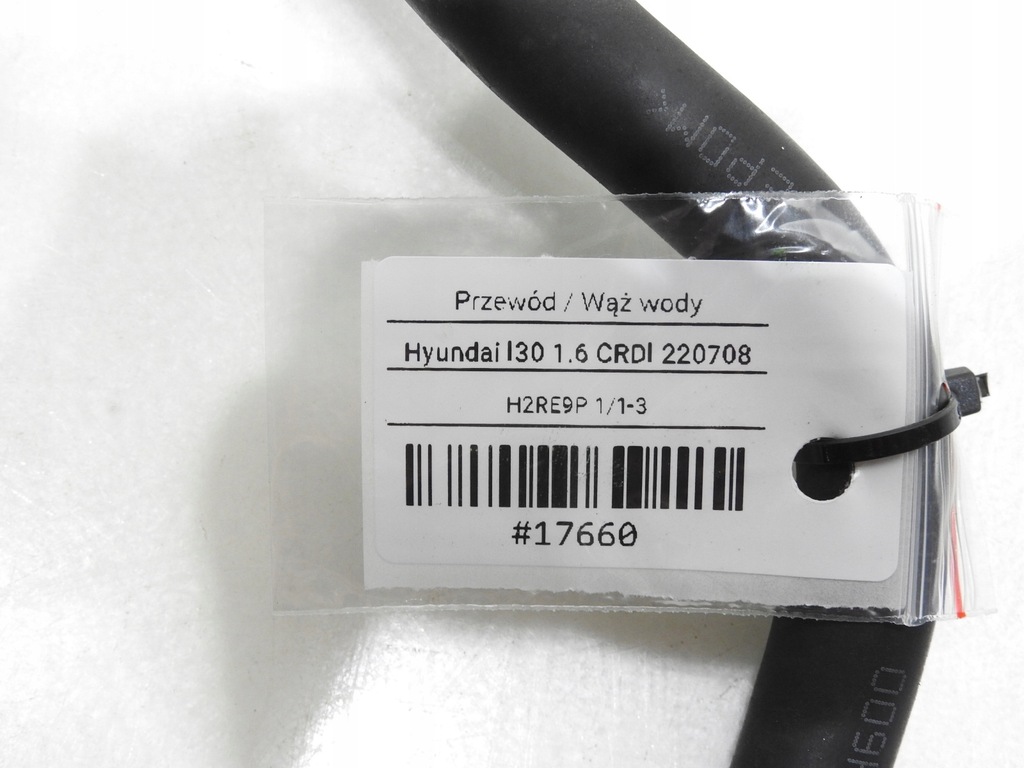 Przewód / Wąż wody
Hyundai I30 1.6 CRDI 220708
H2RE9P 1/1-3
#17660